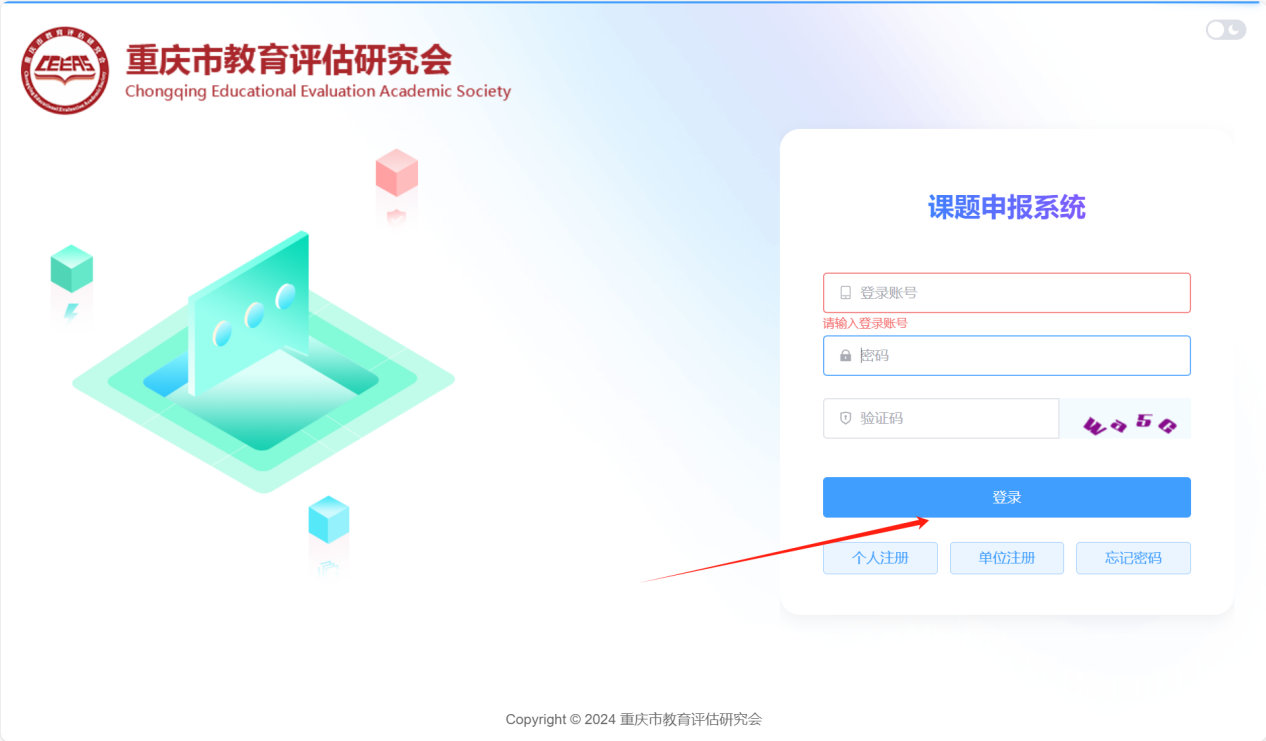 重庆市教育评估研究会
Chongqing Educational Evaluation Academic Society
CEEAS
课题申报系统
登录账号
请输入登录账号
密码
验证码
wa5e
登录
个人注册 单位注册 忘记密码
Copyright © 2024 重庆市教育评估研究会